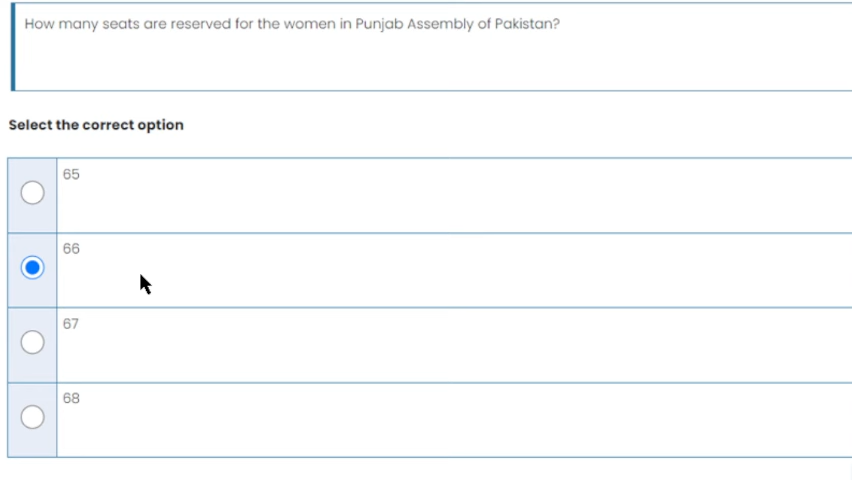 How many seats are reserved for the women in Punjab Assembly of Pakistan?
Select the correct option
65
66
67
68